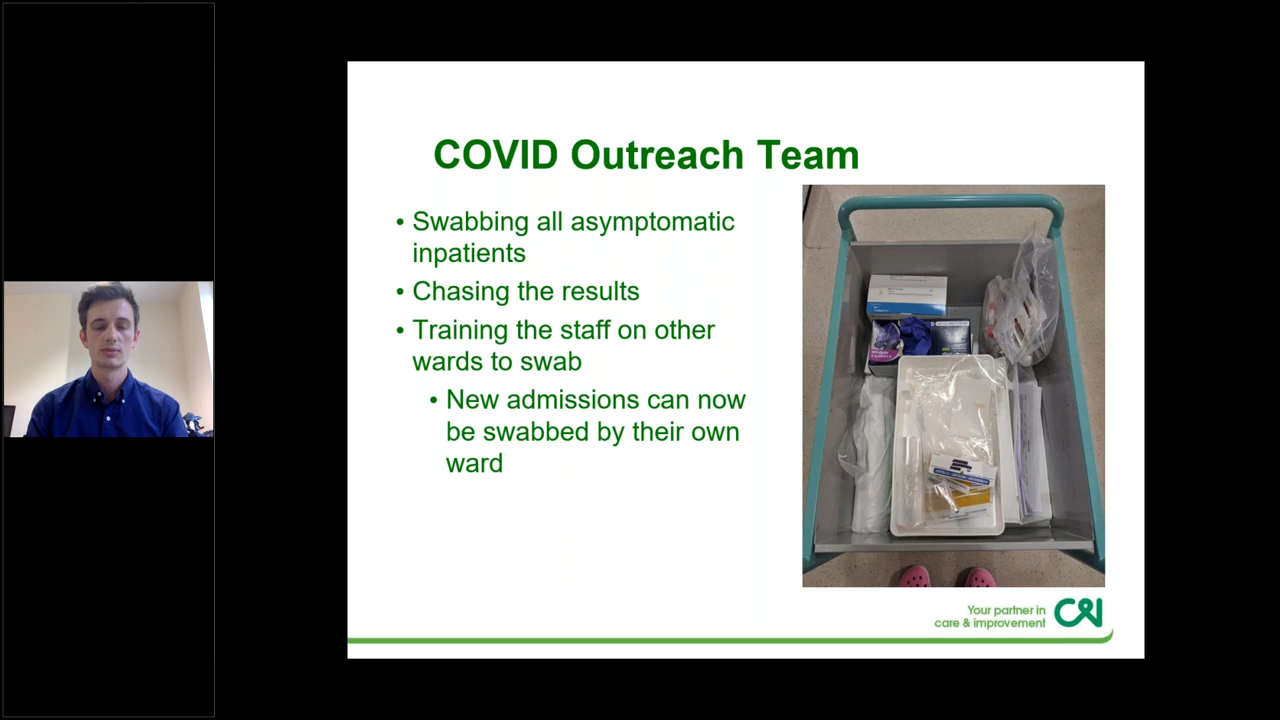 COVID Outreach Team
• Swabbing all asymptomatic
inpatients
• Chasing the results
• Training the staff on other
wards to swab
• New admissions can now
be swabbed by their own
ward
Your partner in
care & improvement
C&I